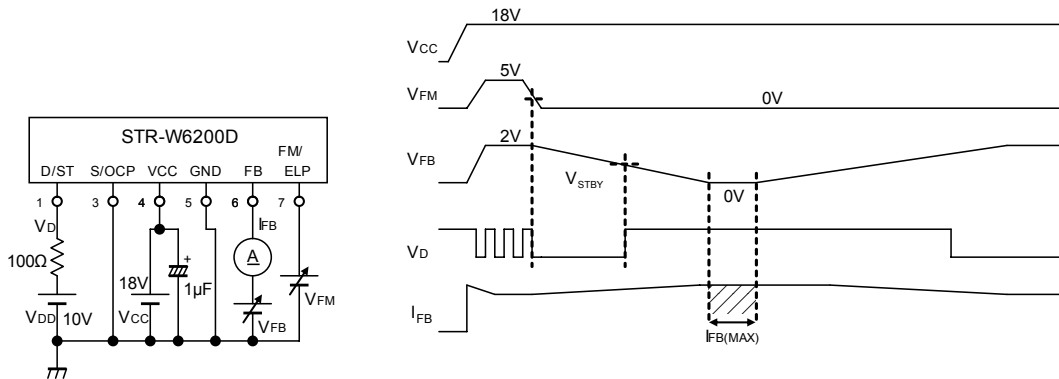 STR-W6200D
FM/
D/ST S/OCP VCC GND FB ELP
1 3 4 5 6 7
VD
IFB
100Ω
A
+
18V
1µF
VDD 10V
VCC
VFB
VFM
18V
VCC
5V
VFM
0V
2V
VFB
VSTBY
0V
VD
IFB
IFB(MAX)